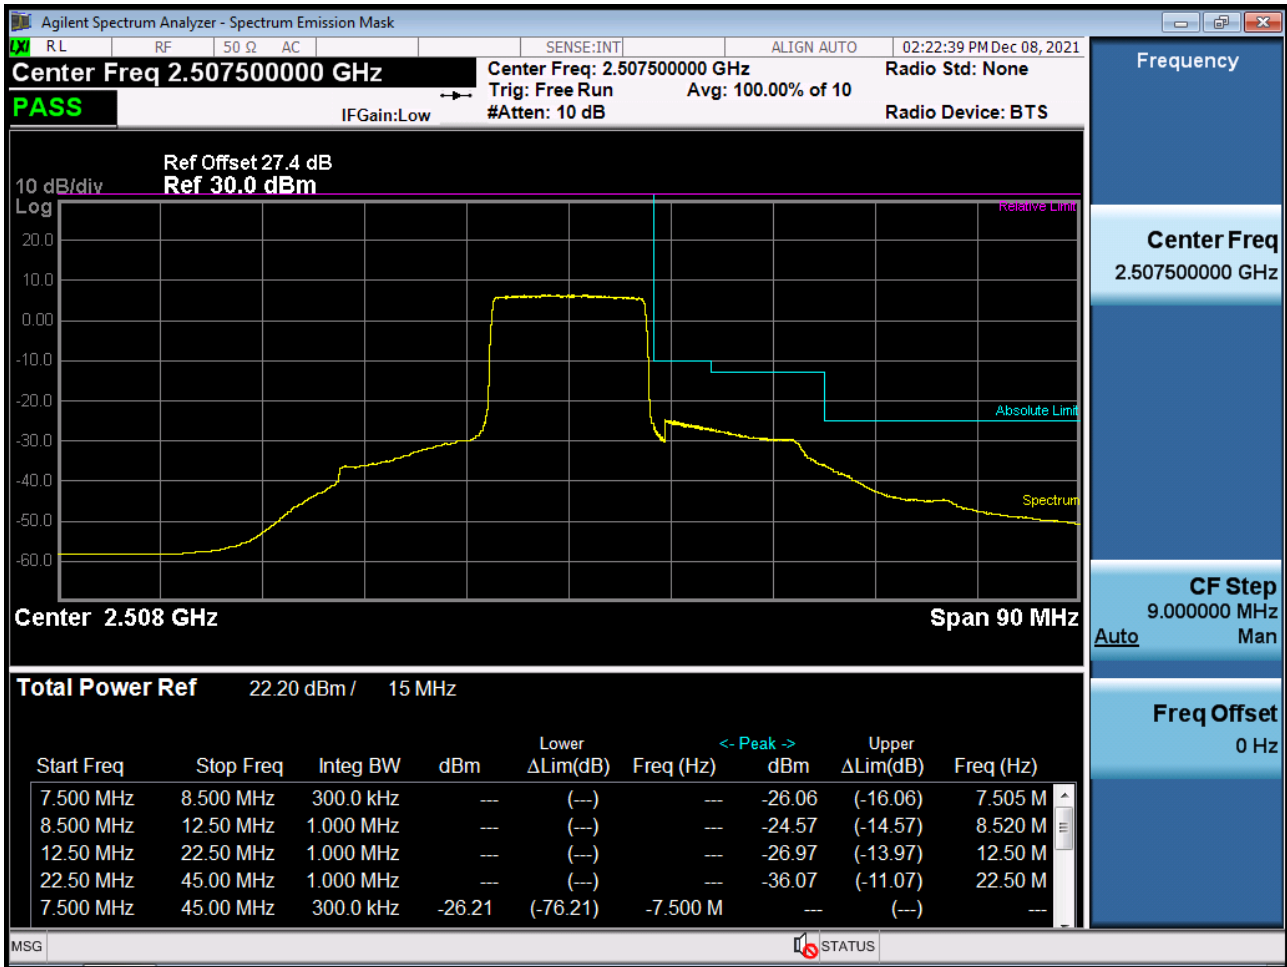 Agilent Spectrum Analyzer - Spectrum Emission Mask
LXI RL RF 50 Ω AC SENSE:INT ALIGN AUTO 02:22:39 PM Dec 08, 2021
Center Freq 2.507500000 GHz
Center Freq: 2.507500000 GHz Radio Std: None
Trig: Free Run Avg: 100.00% of 10
PASS
IFGain:Low #Atten: 10 dB Radio Device: BTS
Ref Offset 27.4 dB
10 dB/div Ref 30.0 dBm
Log
Relative Limit
20.0
10.0
0.00
-10.0
-20.0
Absolute Limit
-30.0
-40.0
Spectrum
-50.0
-60.0
Center 2.508 GHz Span 90 MHz
Total Power Ref 22.20 dBm / 15 MHz
Lower <- Peak -> Upper
Start Freq Stop Freq Integ BW dBm ΔLim(dB) Freq (Hz) dBm ΔLim(dB) Freq (Hz)
7.500 MHz 8.500 MHz 300.0 kHz --- (---) --- -26.06 (-16.06) 7.505 M
8.500 MHz 12.50 MHz 1.000 MHz --- (---) --- -24.57 (-14.57) 8.520 M
12.50 MHz 22.50 MHz 1.000 MHz --- (---) --- -26.97 (-13.97) 12.50 M
22.50 MHz 45.00 MHz 1.000 MHz --- (---) --- -36.07 (-11.07) 22.50 M
7.500 MHz 45.00 MHz 300.0 kHz -26.21 (-76.21) -7.500 M --- (---) ---
MSG STATUS
Frequency
Center Freq
2.507500000 GHz
CF Step
9.000000 MHz
Auto Man
Freq Offset
0 Hz